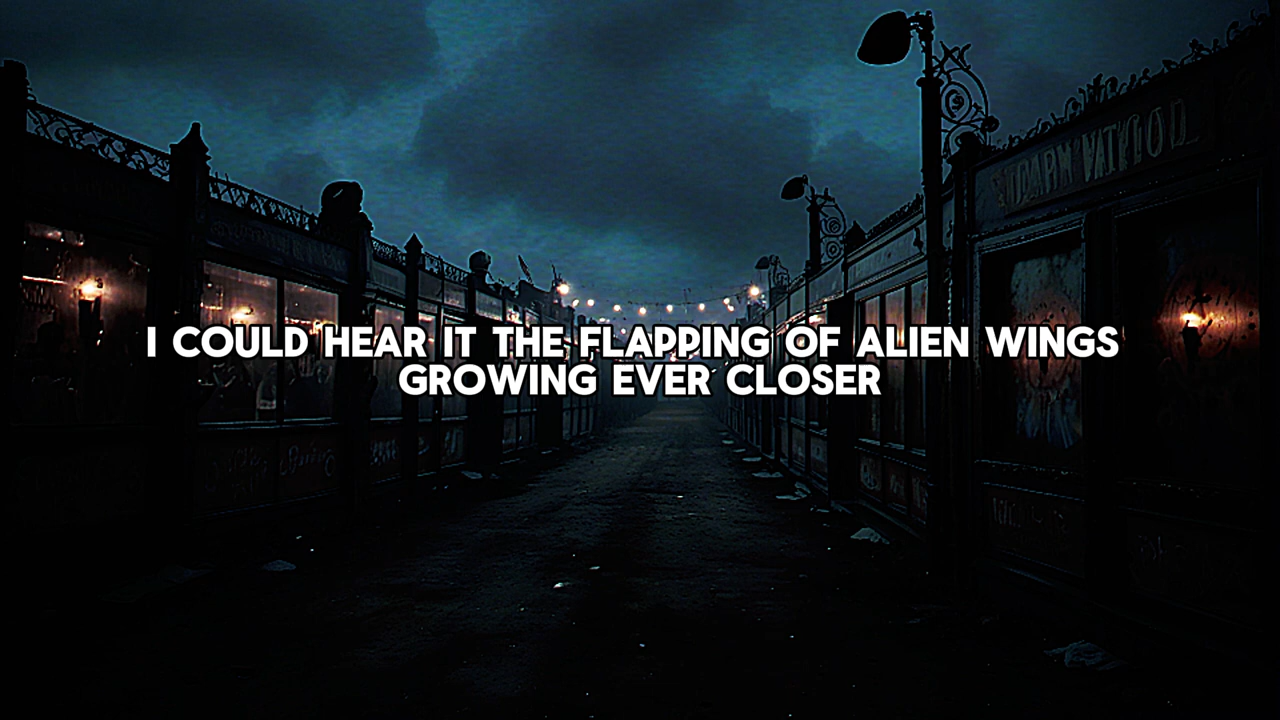 I COULD HEAR IT THE FLAPPING OF ALIEN WINGS
GROWING EVER CLOSER